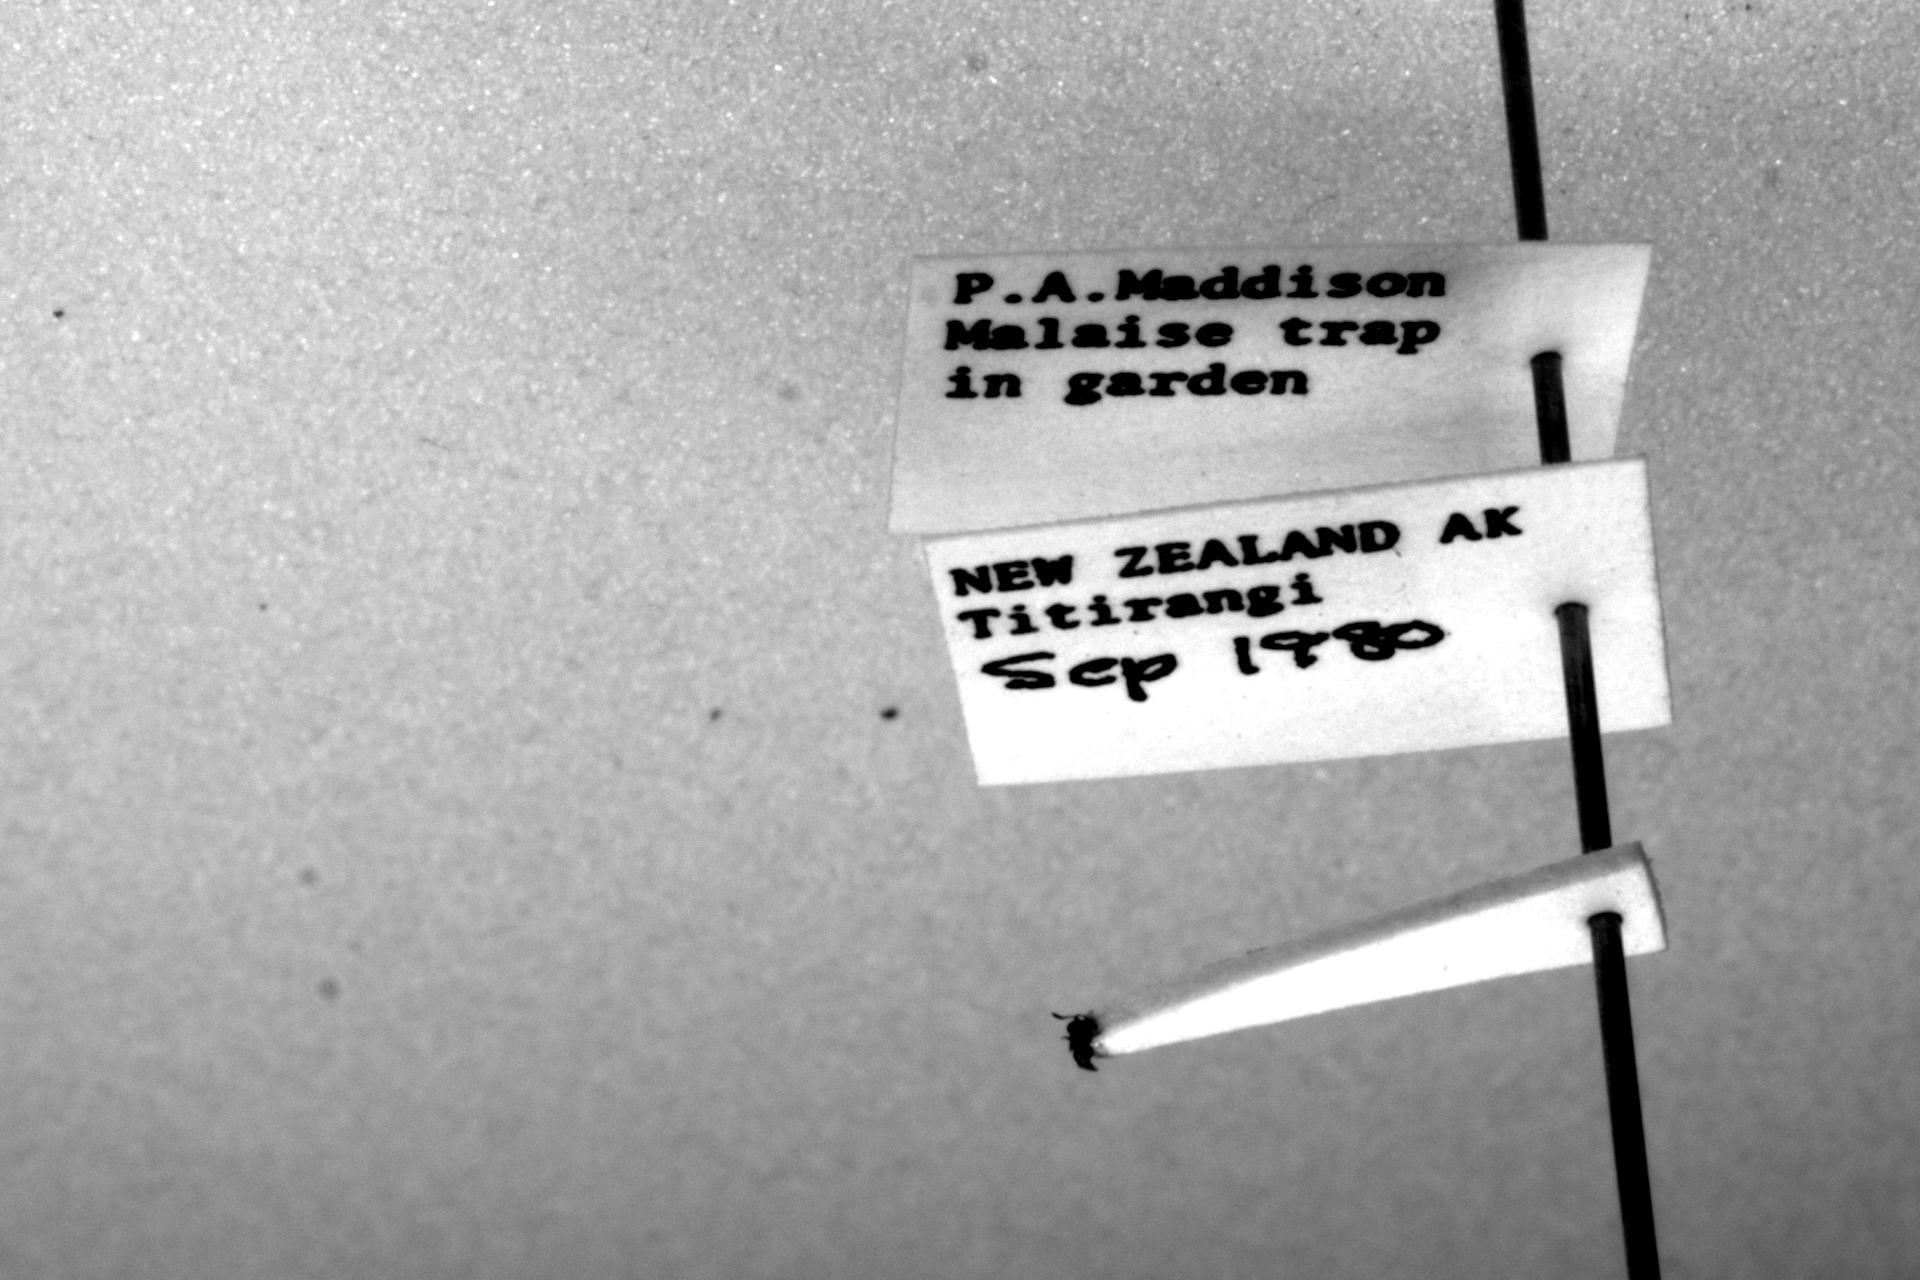 P.A.Maddison
Malaise trap
in garden
NEW ZEALAND AK
Titirangi
Sep 1980